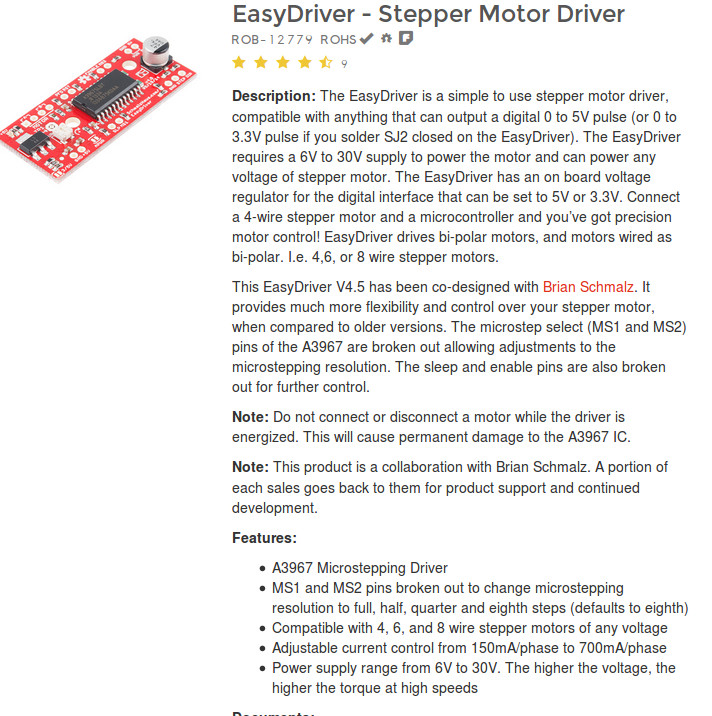 EasyDriver - Stepper Motor Driver
ROB-12779 ROHS
9
Description: The EasyDriver is a simple to use stepper motor driver,
compatible with anything that can output a digital 0 to 5V pulse (or 0 to
3.3V pulse if you solder SJ2 closed on the EasyDriver). The EasyDriver
requires a 6V to 30V supply to power the motor and can power any
voltage of stepper motor. The EasyDriver has an on board voltage
regulator for the digital interface that can be set to 5V or 3.3V. Connect
a 4-wire stepper motor and a microcontroller and you've got precision
motor control! EasyDriver drives bi-polar motors, and motors wired as
bi-polar. I.e. 4,6, or 8 wire stepper motors.
This EasyDriver V4.5 has been co-designed with Brian Schmalz. It
provides much more flexibility and control over your stepper motor,
when compared to older versions. The microstep select (MS1 and MS2)
pins of the A3967 are broken out allowing adjustments to the
microstepping resolution. The sleep and enable pins are also broken
out for further control.
Note: Do not connect or disconnect a motor while the driver is
energized. This will cause permanent damage to the A3967 IC.
Note: This product is a collaboration with Brian Schmalz. A portion of
each sales goes back to them for product support and continued
development.
Features:
• A3967 Microstepping Driver
• MS1 and MS2 pins broken out to change microstepping
resolution to full, half, quarter and eighth steps (defaults to eighth)
• Compatible with 4, 6, and 8 wire stepper motors of any voltage
• Adjustable current control from 150mA/phase to 700mA/phase
• Power supply range from 6V to 30V. The higher the voltage, the
higher the torque at high speeds